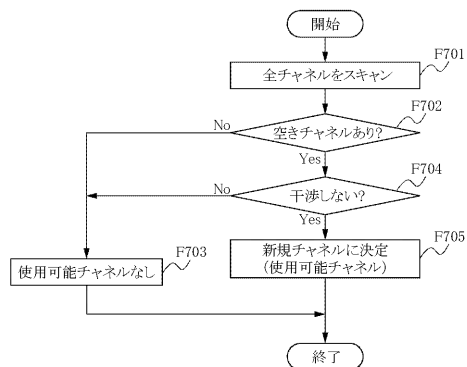 開始
F701
全チャネルをスキャン
F702
空きチャネルあり?
No
Yes
F704
干渉しない?
No
Yes
F703
使用可能チャネルなし
F705
新規チャネルに決定
(使用可能チャネル)
終了